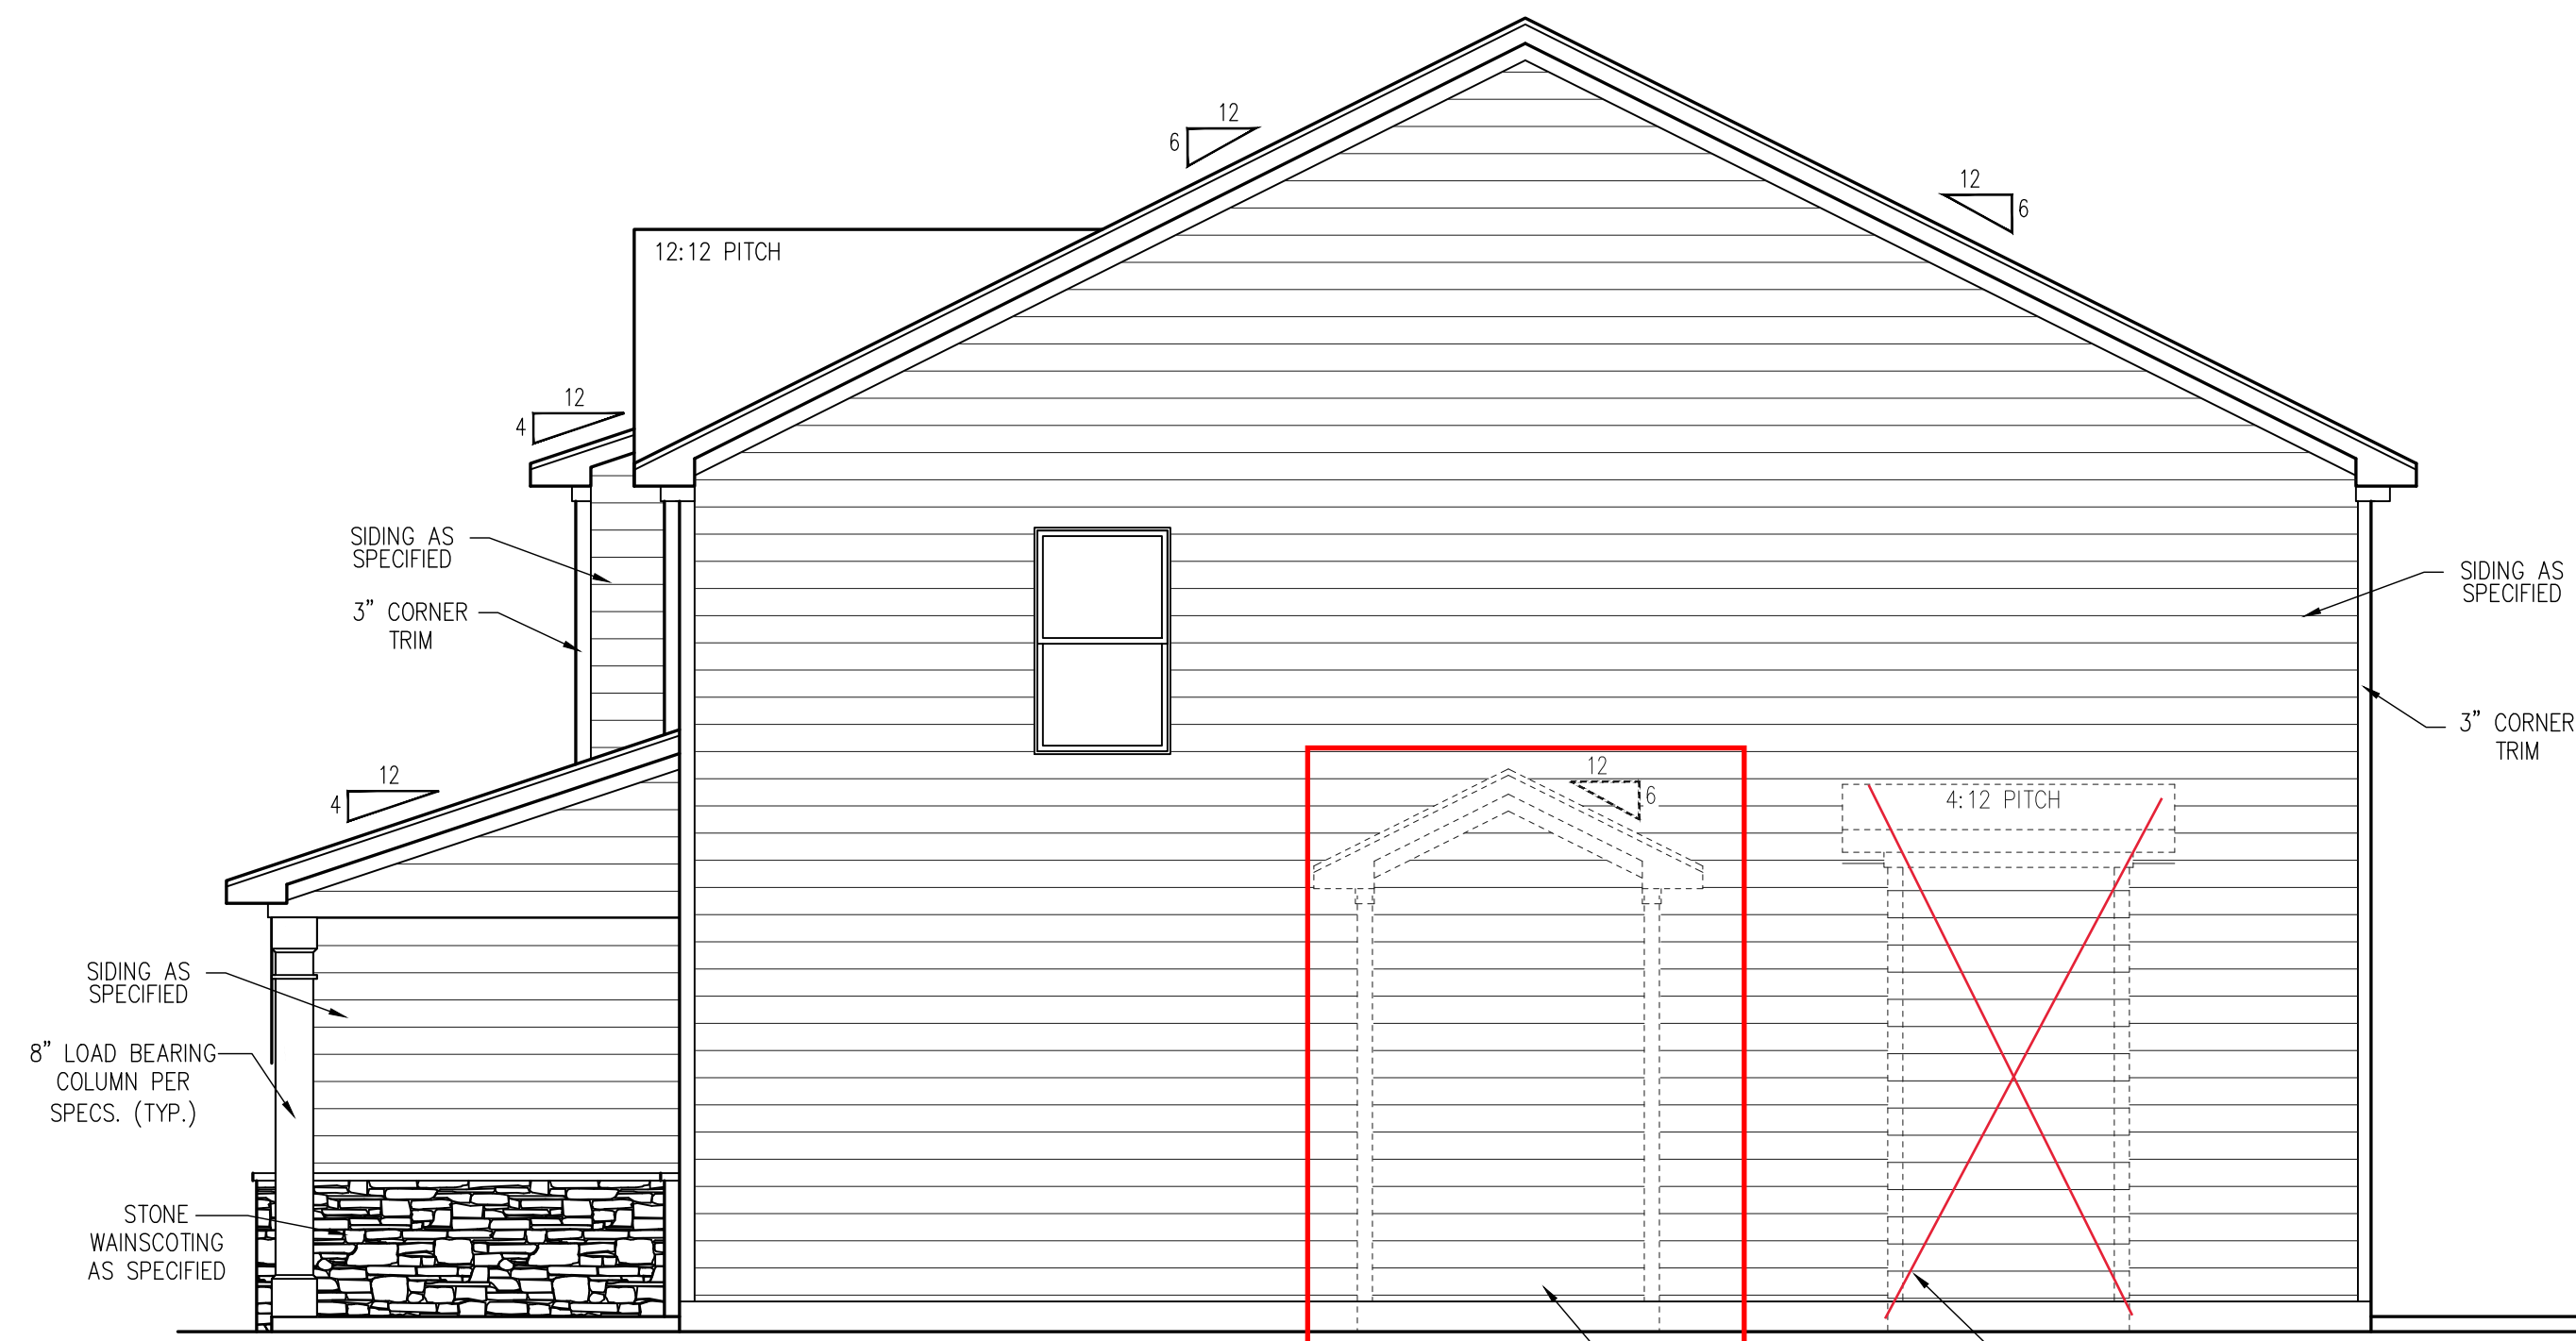 12
6
12
6
12:12 PITCH
12
4
SIDING AS
SPECIFIED
3" CORNER
TRIM
SIDING AS
SPECIFIED
3" CORNER
TRIM
12
4
12
6
4:12 PITCH
SIDING AS
SPECIFIED
8" LOAD BEARING
COLUMN PER
SPECS. (TYP.)
STONE
WAINSCOTING
AS SPECIFIED